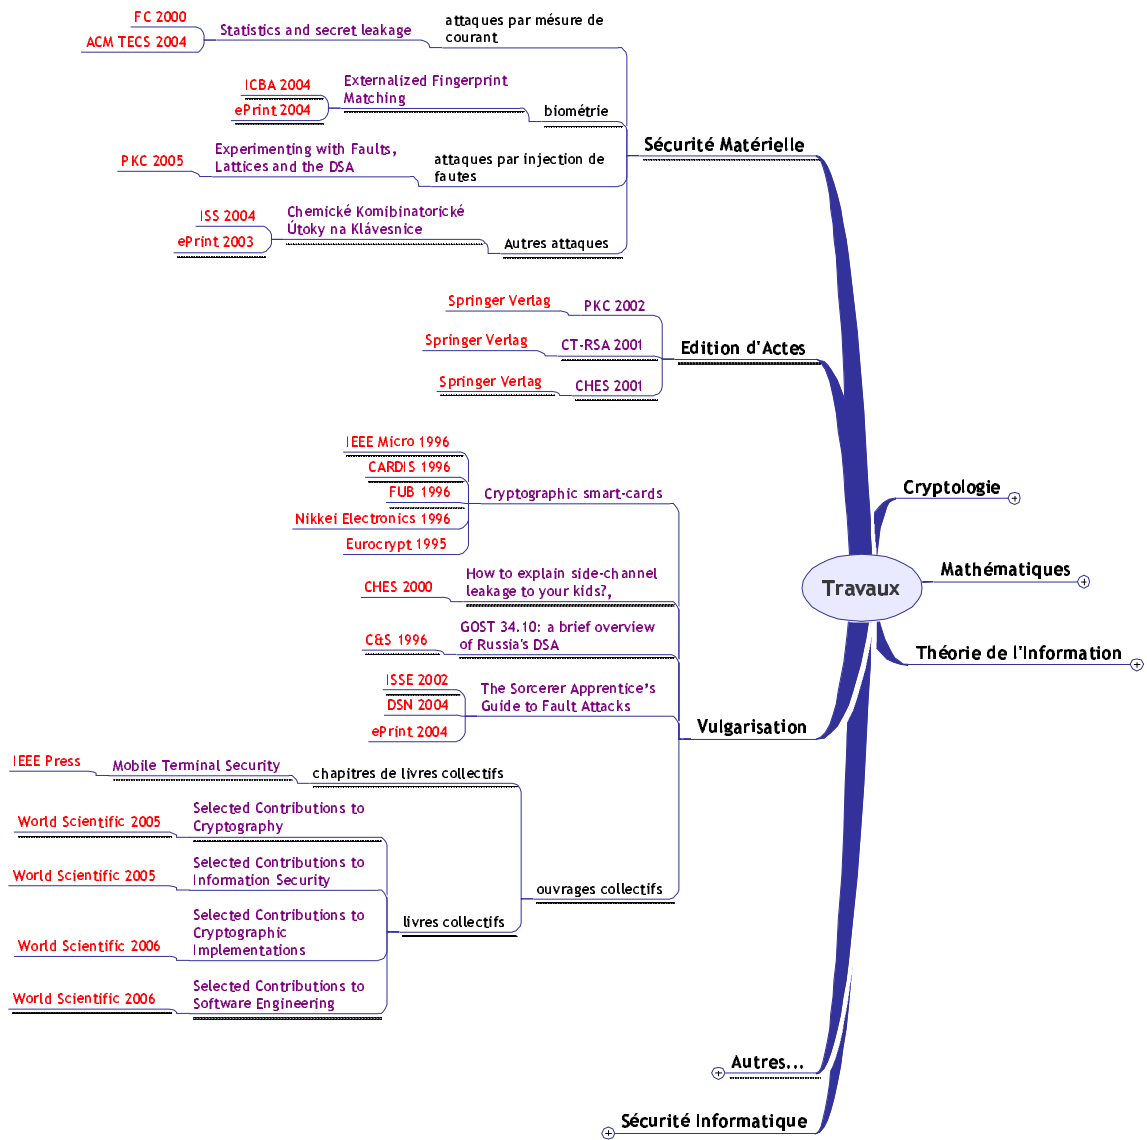 FC 2000
ACM TECS 2004
Statistics and secret leakage
attaques par mésure de
courant
ICBA 2004
ePrint 2004
Externalized Fingerprint
Matching
biométrie
PKC 2005
Experimenting with Faults,
Lattices and the DSA
attaques par injection de
fautes
ISS 2004
ePrint 2003
Chemické Komibinatorické
Útoky na Klávesnice
Autres attaques
Sécurité Matérielle
Springer Verlag
PKC 2002
Springer Verlag
CT-RSA 2001
Springer Verlag
CHES 2001
Edition d'Actes
IEEE Micro 1996
CARDIS 1996
FUB 1996
Nikkei Electronics 1996
Eurocrypt 1995
Cryptographic smart-cards
CHES 2000
How to explain side-channel
leakage to your kids?,
C&S 1996
GOST 34.10: a brief overview
of Russia's DSA
ISSE 2002
DSN 2004
ePrint 2004
The Sorcerer Apprentice's
Guide to Fault Attacks
Vulgarisation
IEEE Press
Mobile Terminal Security
chapitres de livres collectifs
World Scientific 2005
Selected Contributions to
Cryptography
World Scientific 2005
Selected Contributions to
Information Security
World Scientific 2006
Selected Contributions to
Cryptographic
Implementations
World Scientific 2006
Selected Contributions to
Software Engineering
livres collectifs
ouvrages collectifs
Cryptologie
Mathématiques
Travaux
Théorie de l'Information
Autres...
Sécurité Informatique